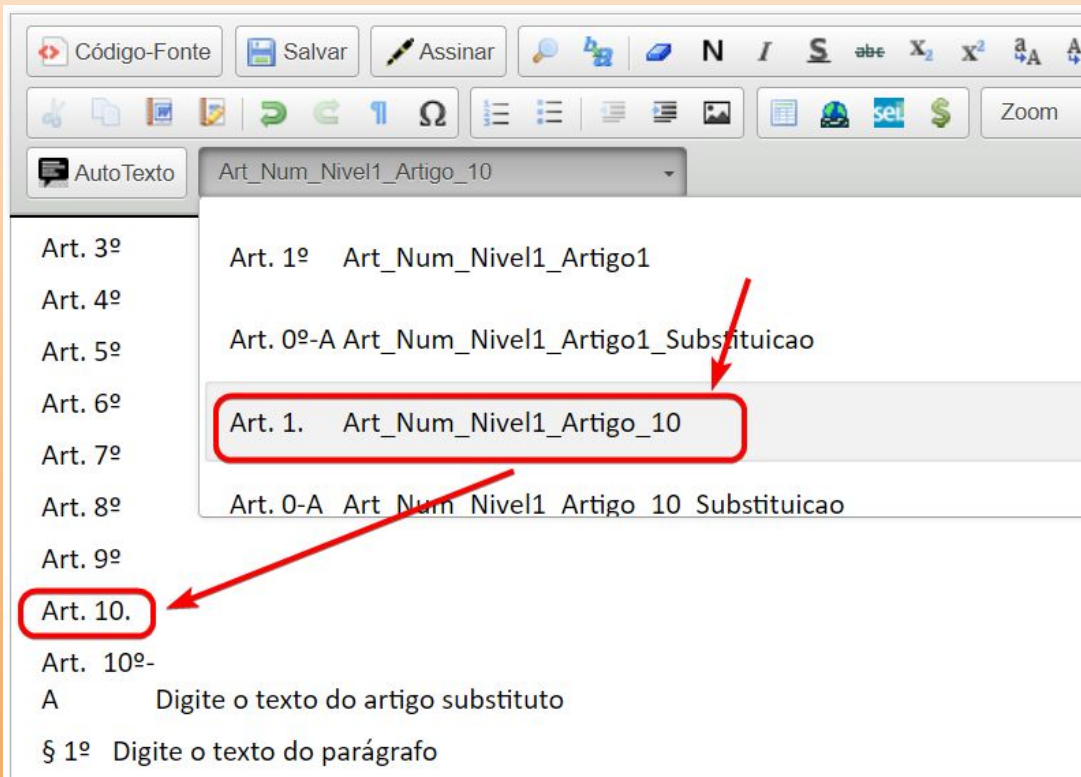 Código-Fonte Salvar Assinar N I S abc X₂ X² a A A
¶ Ω sei $ Zoom
AutoTexto Art_Num_Nivel1_Artigo_10
Art. 3º
Art. 1º Art_Num_Nivel1_Artigo1
Art. 4º
Art. 0º-A Art_Num_Nivel1_Artigo1_Substituicao
Art. 5º
Art. 6º
Art. 1. Art_Num_Nivel1_Artigo_10
Art. 7º
Art. 8º
Art. 0-A Art_Num_Nivel1_Artigo_10_Substituicao
Art. 9º
Art. 10.
Art. 10º-
A Digite o texto do artigo substituto
§ 1º Digite o texto do parágrafo